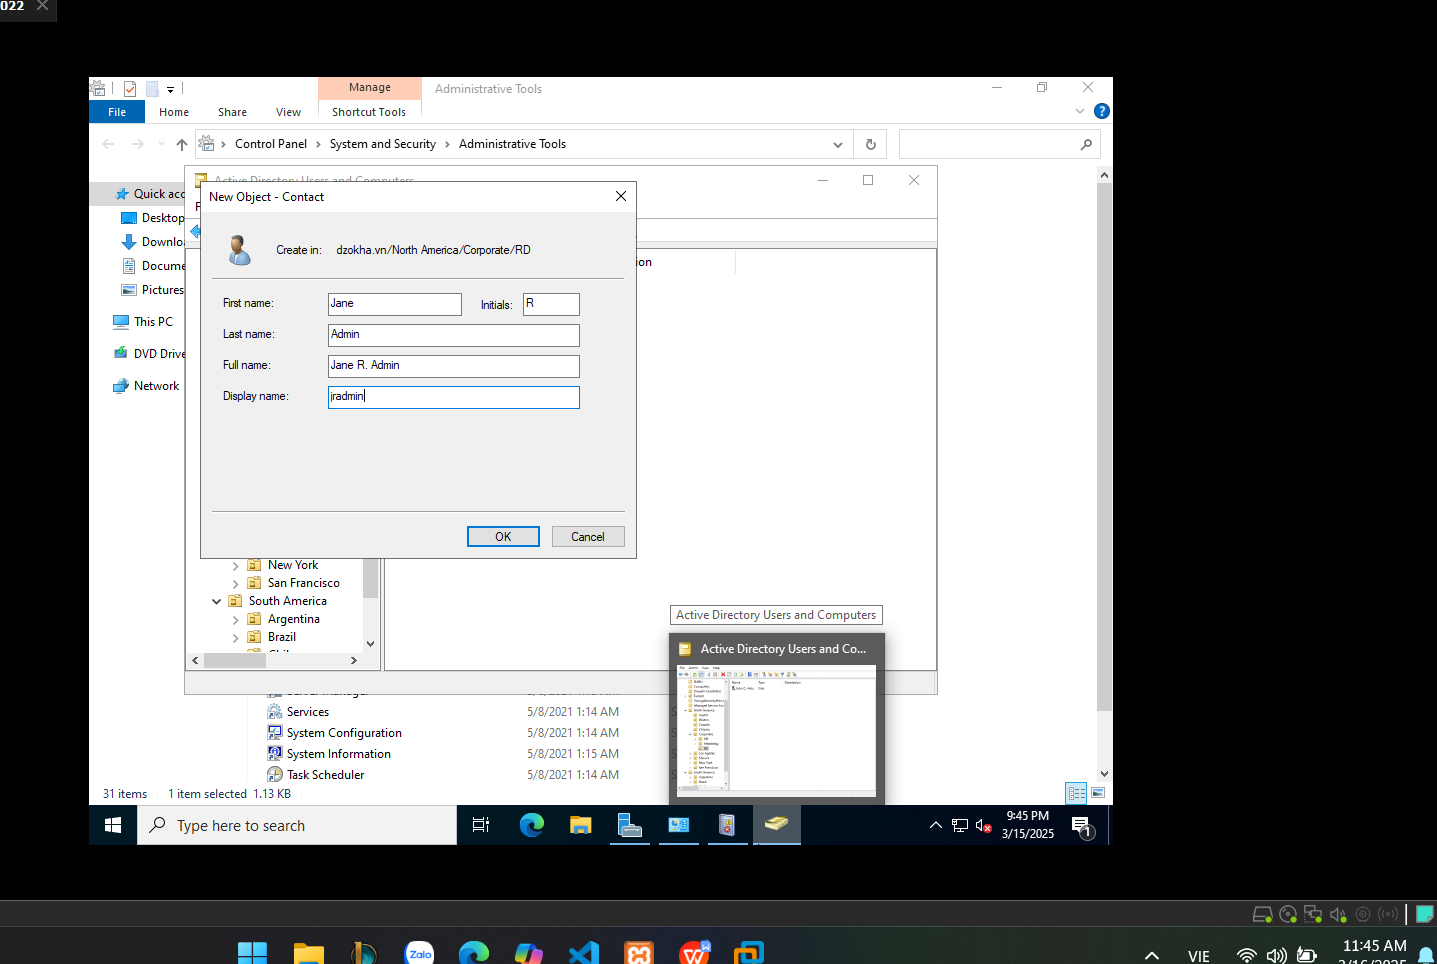 022
Manage
Administrative Tools
File
Home
Share
View
Shortcut Tools
Control Panel
System and Security
Administrative Tools
Quick acc
Desktop
Downlo
Docume
Pictures
This PC
DVD Drive
Network
Active Directory Users and Computers
New Object - Contact
Create in:
dzokha.vn/North America/Corporate/RD
First name:
Jane
Initials:
R
Last name:
Admin
Full name:
Jane R. Admin
Display name:
jradmin
OK
Cancel
ion
New York
San Francisco
South America
Argentina
Brazil
Active Directory Users and Computers
Active Directory Users and Co...
Services
5/8/2021 1:14 AM
System Configuration
5/8/2021 1:14 AM
System Information
5/8/2021 1:15 AM
Task Scheduler
5/8/2021 1:14 AM
31 items
1 item selected 1.13 KB
Type here to search
9:45 PM
3/15/2025
1
Zalo
VIE
11:45 AM